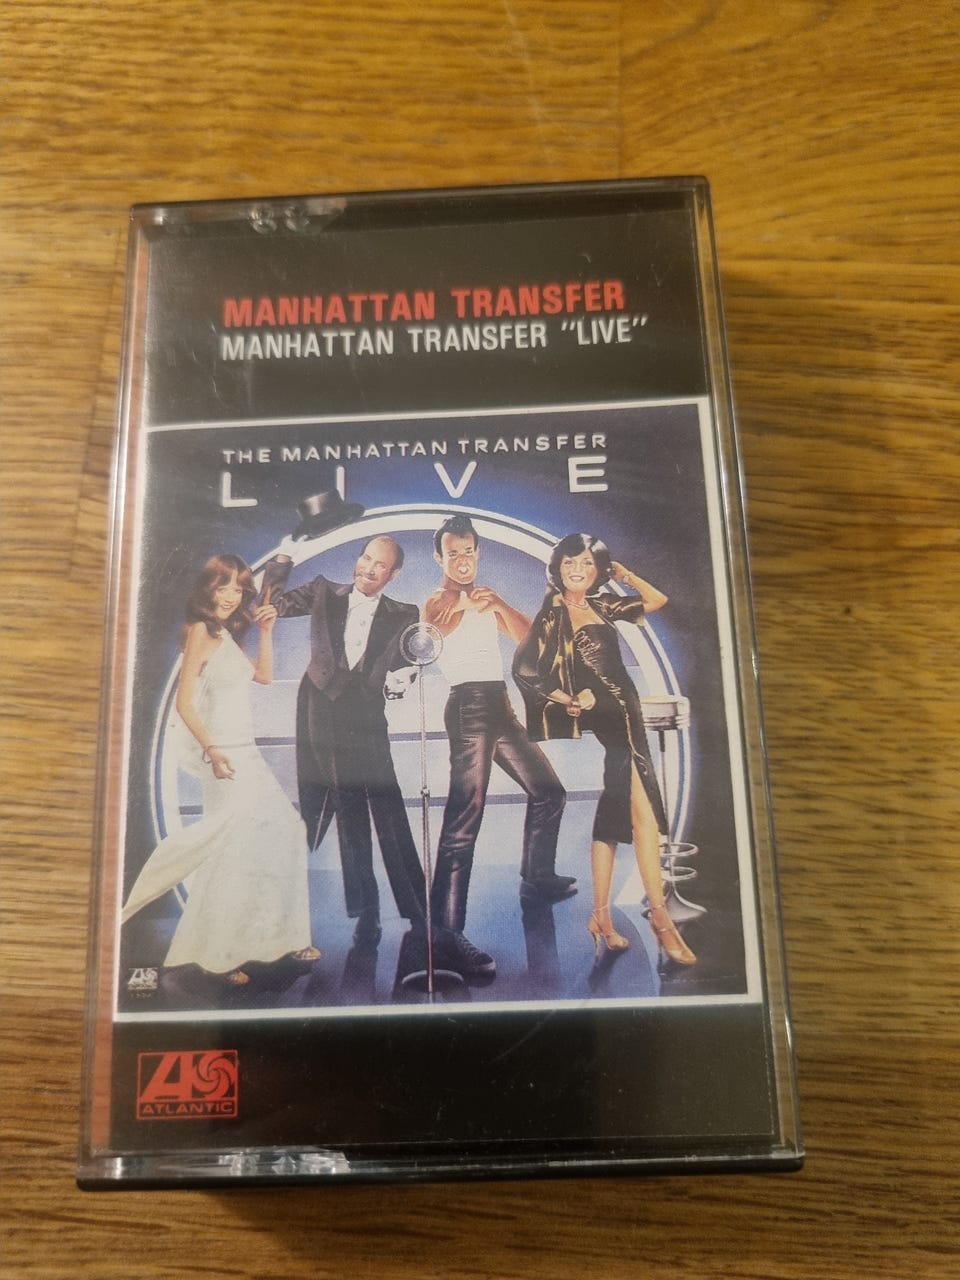 MANHATTAN TRANSFER
MANHATTAN TRANSFER "LIVE"
THE MANHATTAN TRANSFER
LIVE
ATLANTIC